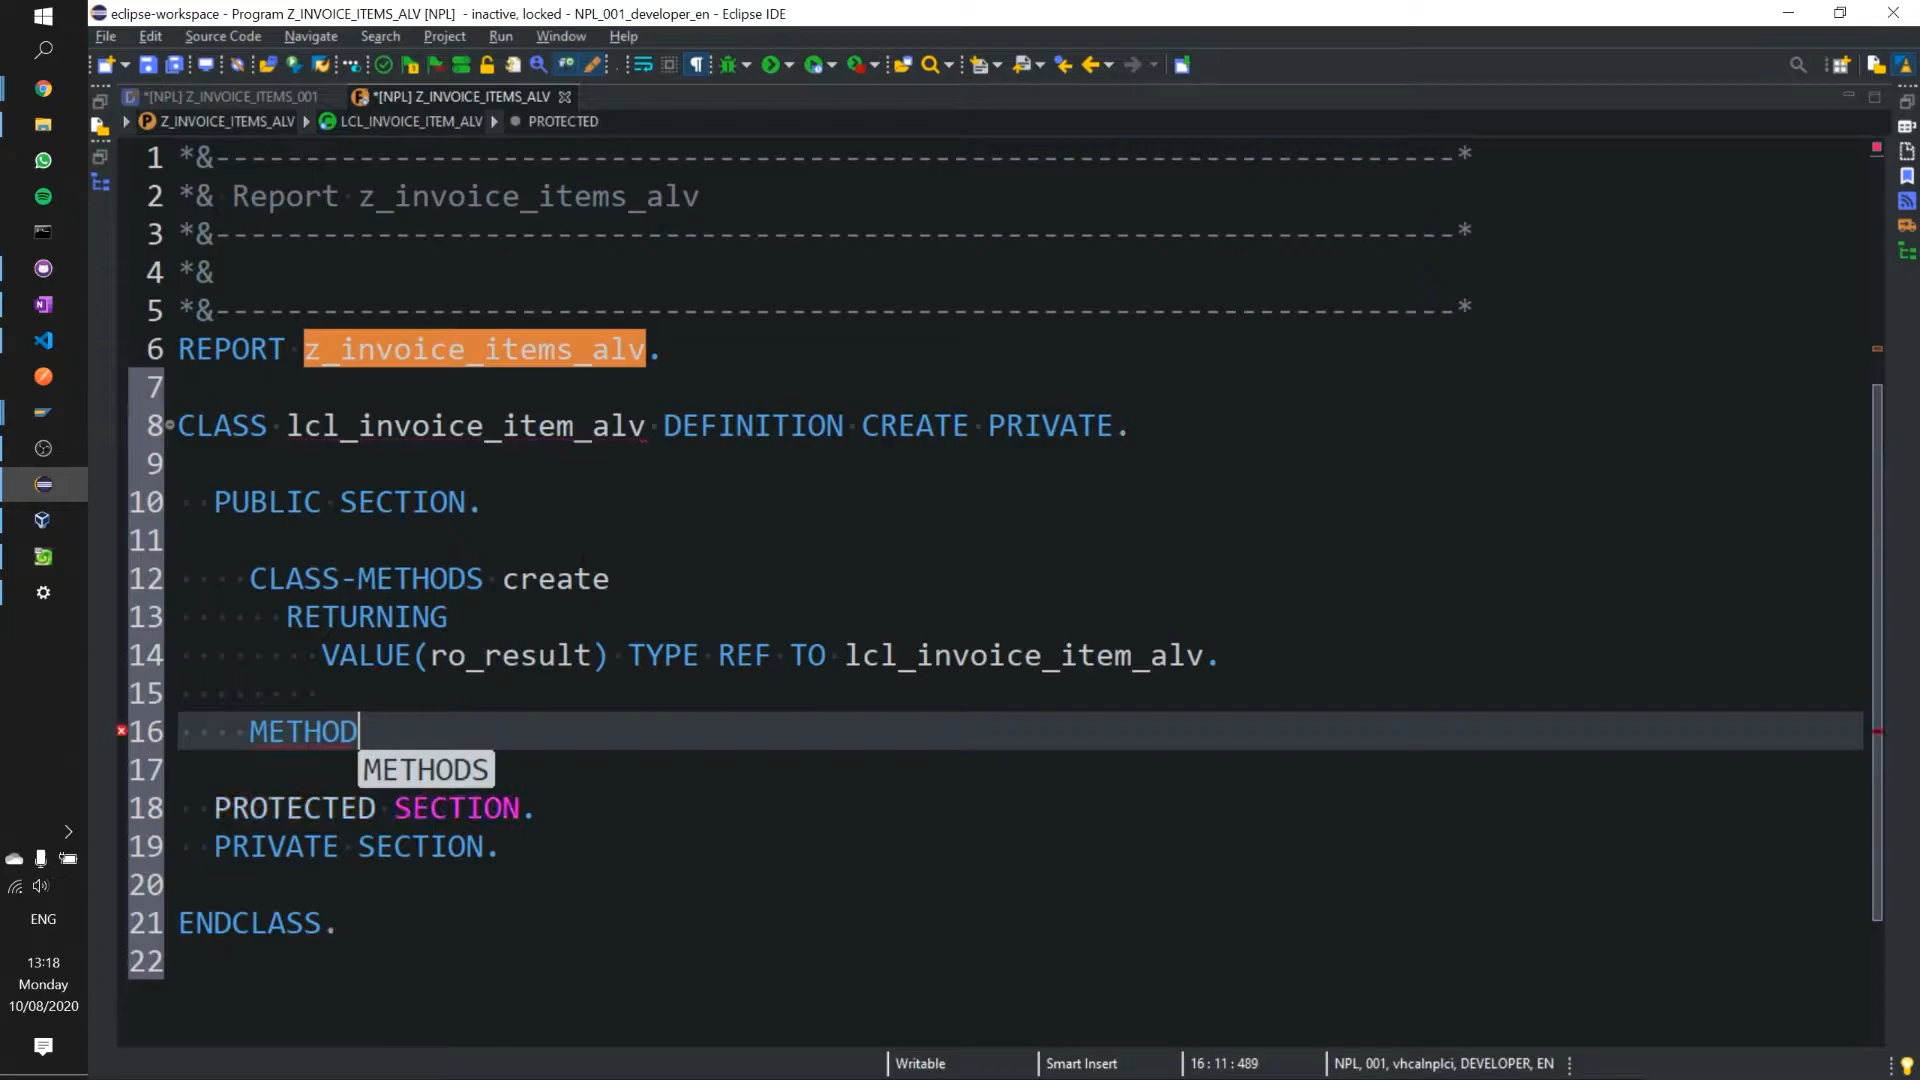 eclipse-workspace - Program Z_INVOICE_ITEMS_ALV [NPL]  - inactive, locked - NPL_001_developer_en - Eclipse IDE
File Edit Source Code Navigate Search Project Run Window Help
*[NPL] Z_INVOICE_ITEMS_001 *[NPL] Z_INVOICE_ITEMS_ALV
Z_INVOICE_ITEMS_ALV LCL_INVOICE_ITEM_ALV PROTECTED
1 *&---------------------------------------------------------------------*
2 *& Report z_invoice_items_alv
3 *&---------------------------------------------------------------------*
4 *&
5 *&---------------------------------------------------------------------*
6 REPORT z_invoice_items_alv.
7
8 CLASS lcl_invoice_item_alv DEFINITION CREATE PRIVATE.
9
10 PUBLIC SECTION.
11
12 CLASS-METHODS create
13 RETURNING
14 VALUE(ro_result) TYPE REF TO lcl_invoice_item_alv.
15
16 METHOD
17 METHODS
18 PROTECTED SECTION.
19 PRIVATE SECTION.
20
21 ENDCLASS.
22
ENG
13:18
Monday
10/08/2020
Writable Smart Insert 16 : 11 : 489 NPL, 001, vhcalnplci, DEVELOPER, EN